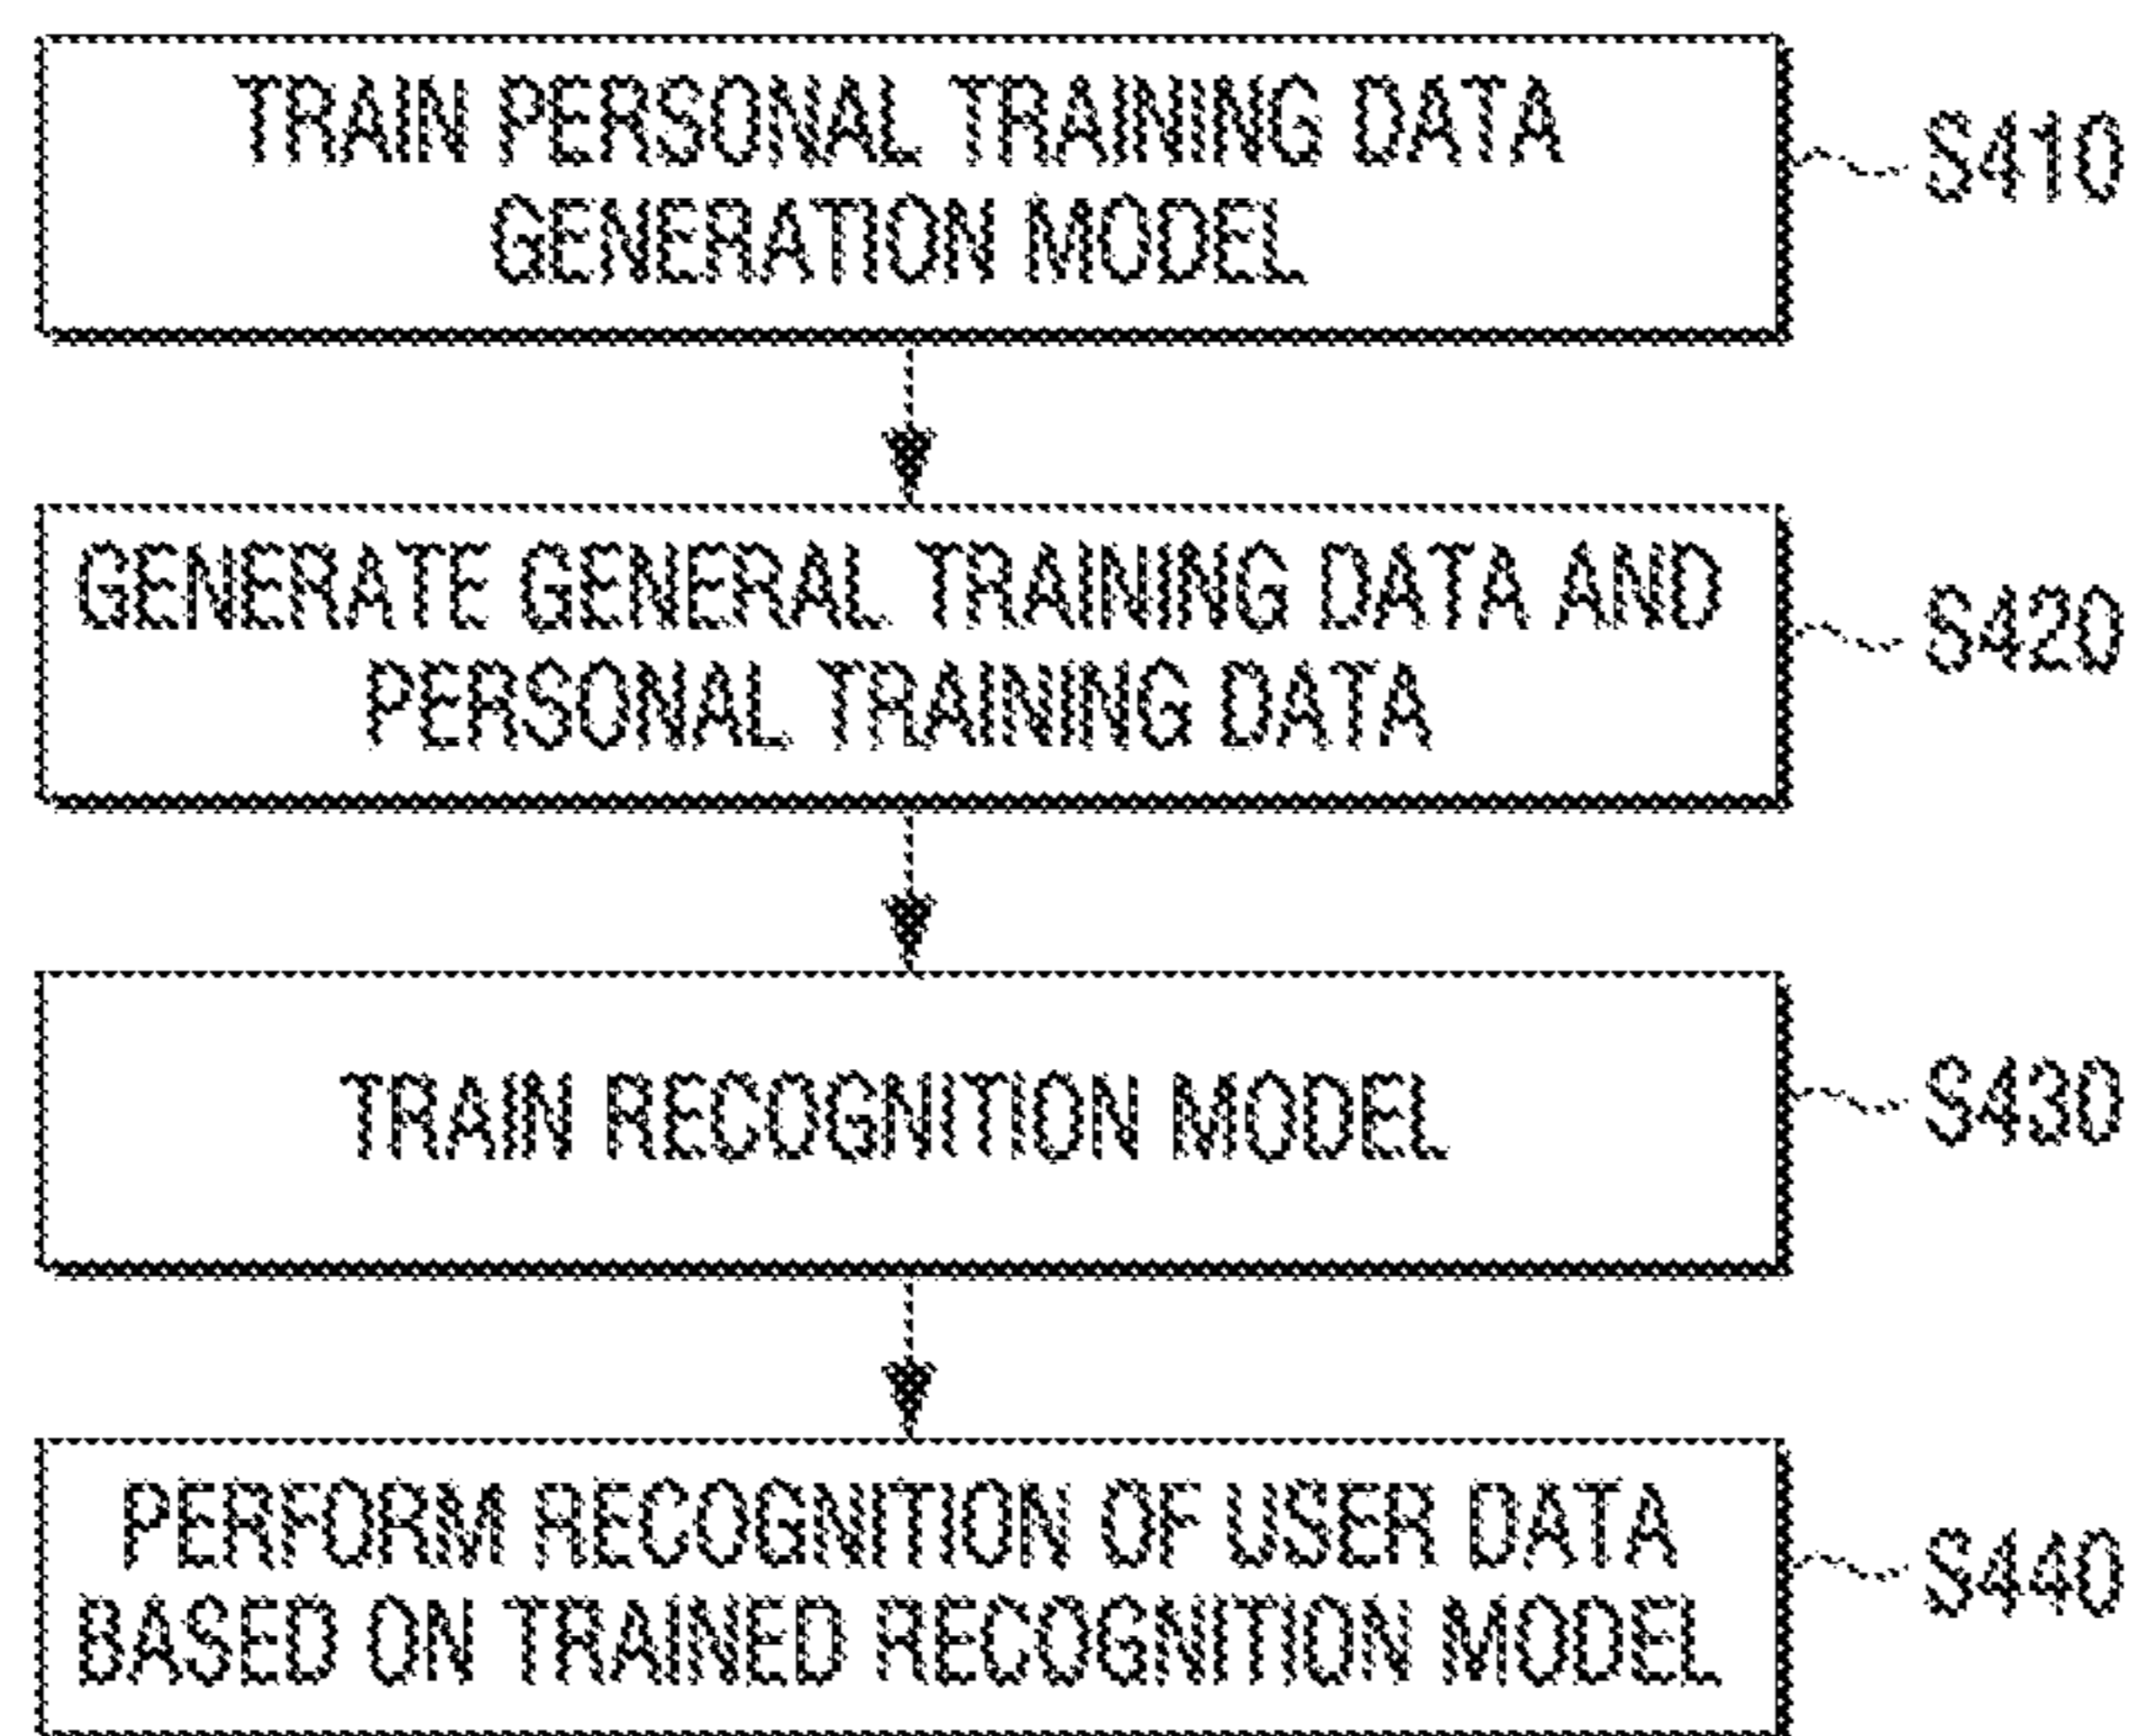 TRAIN PERSONAL TRAINING DATA
GENERATION MODEL
S410
GENERATE GENERAL TRAINING DATA AND
PERSONAL TRAINING DATA
S420
TRAIN RECOGNITION MODEL
S430
PERFORM RECOGNITION OF USER DATA
BASED ON TRAINED RECOGNITION MODEL
S440